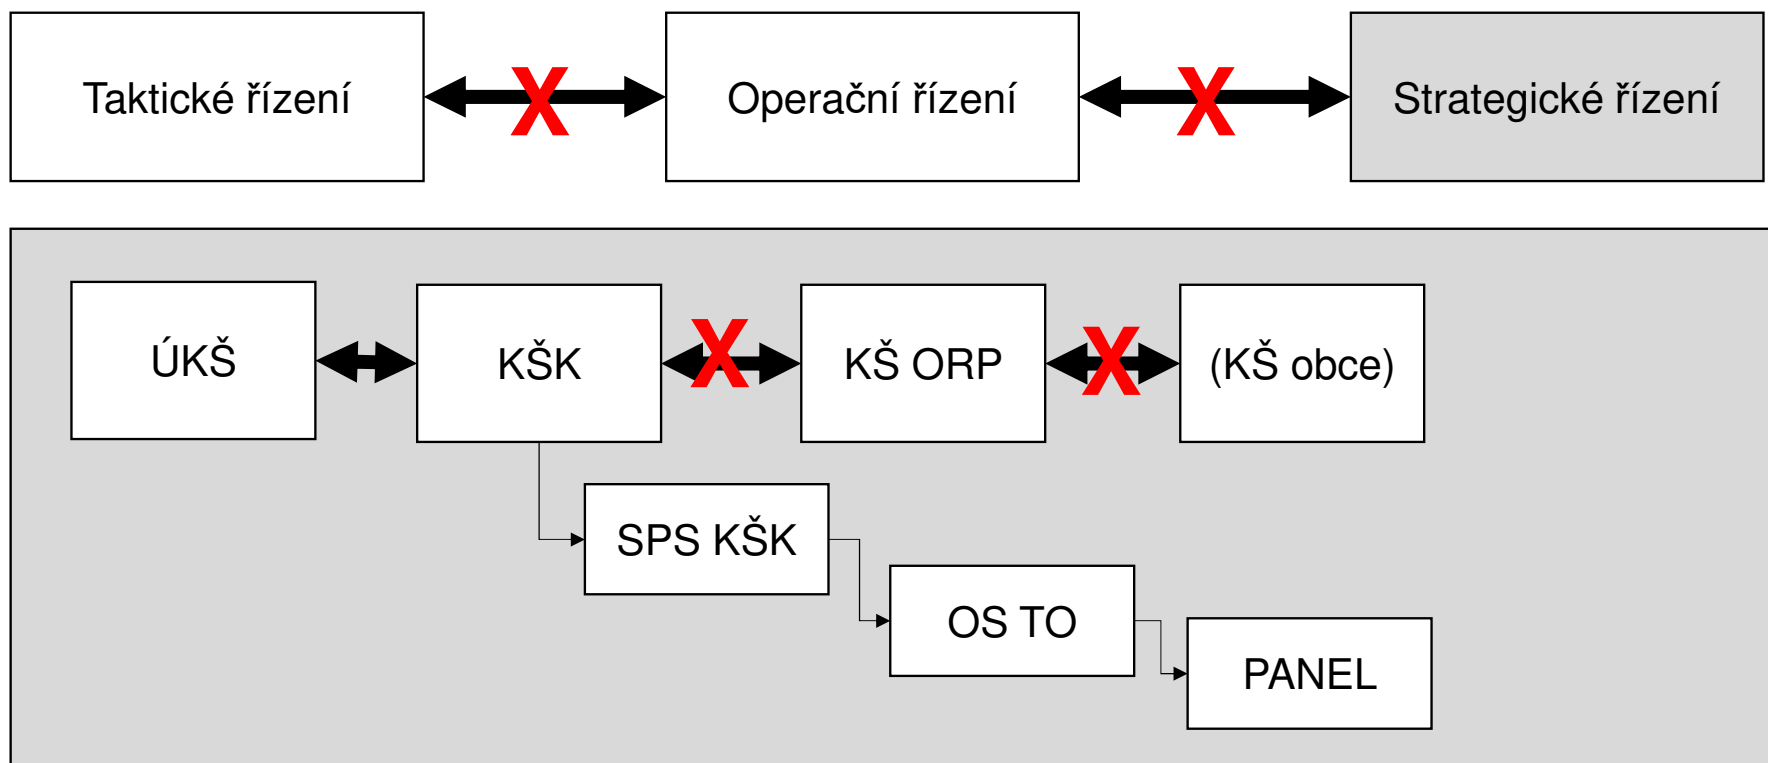 Taktické řízení
X
Operační řízení
X
Strategické řízení
ÚKŠ
KŠK
X
KŠ ORP
X
(KŠ obce)
SPS KŠK
OS TO
PANEL